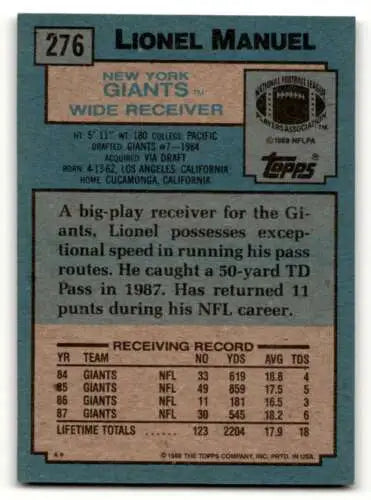 276
LIONEL MANUEL
NEW YORK
GIANTS™
WIDE RECEIVER
HT: 5' 11" WT: 180 COLLEGE: PACIFIC
DRAFTED: GIANTS #7-1984
ACQUIRED: VIA DRAFT
BORN: 4-13-62, LOS ANGELES, CALIFORNIA
HOME: CUCAMONGA, CALIFORNIA
NATIONAL FOOTBALL LEAGUE
PLAYERS ASSOCIATION
© 1988 NFLPA
Topps®
A big-play receiver for the Gi-
ants, Lionel possesses excep-
tional speed in running his pass
routes. He caught a 50-yard TD
Pass in 1987. Has returned 11
punts during his NFL career.
RECEIVING RECORD
YR TEAM NO YDS AVG TDS
84 GIANTS NFL 33 619 18.8 4
85 GIANTS NFL 49 859 17.5 5
86 GIANTS NFL 11 181 16.5 3
87 GIANTS NFL 30 545 18.2 6
LIFETIME TOTALS ...... 123 2204 17.9 18
© 1988 THE TOPPS COMPANY, INC. PRTD. IN USA